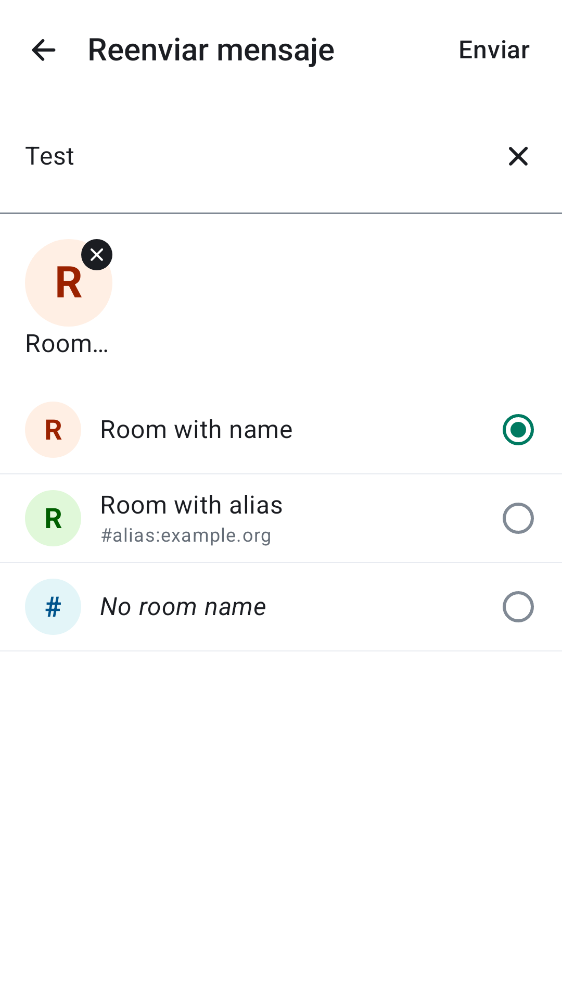 Reenviar mensaje Enviar
Test
R
Room…
R Room with name
R Room with alias
#alias:example.org
# No room name